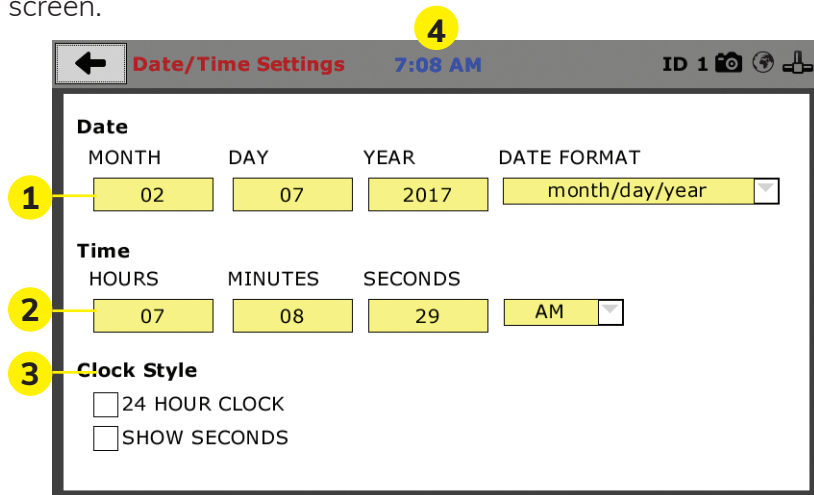 screen.
4
Date/Time Settings 7:08 AM ID 1
Date
MONTH DAY YEAR DATE FORMAT
1 02 07 2017 month/day/year
Time
HOURS MINUTES SECONDS
2 07 08 29 AM
3 Clock Style
24 HOUR CLOCK
SHOW SECONDS